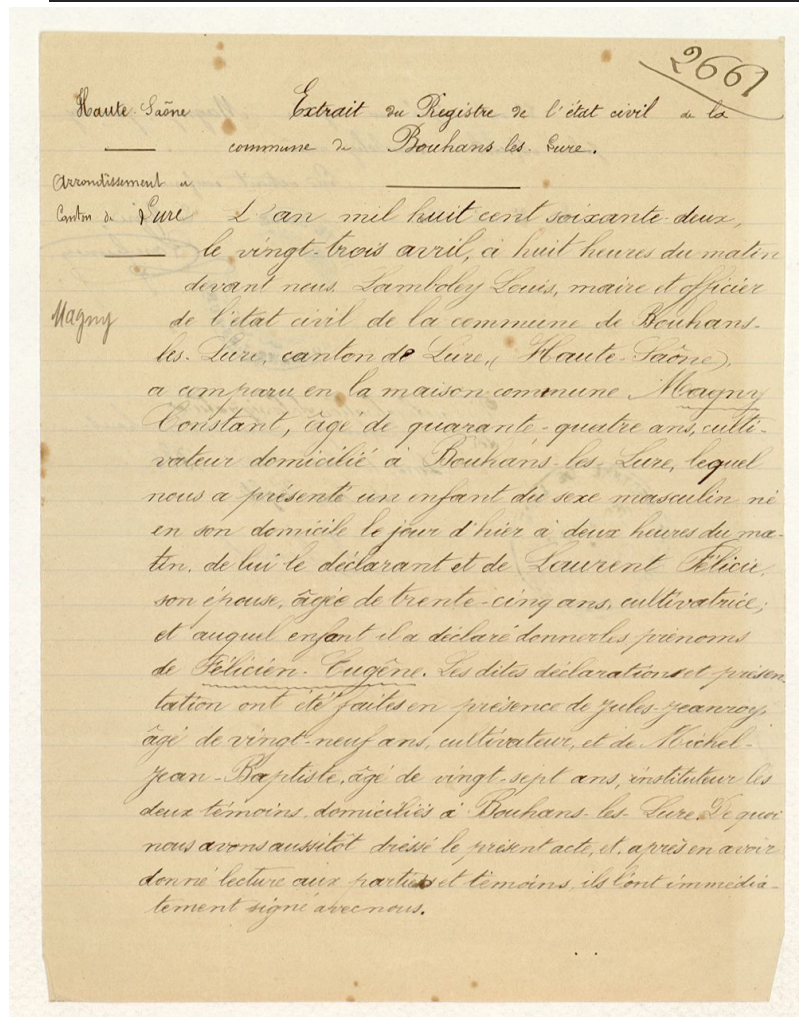 2661
Haute-Saône
Extrait du Registre de l'état civil de la
commune de Bouhans les Lure.
Arrondissement et
Canton de Lure
L'an mil huit cent soixante-deux,
le vingt-trois avril, à huit heures du matin
devant nous, Lamboley Louis, maire et officier
Magny
de l'état civil de la commune de Bouhans-
les-Lure, canton de Lure, (Haute-Saône),
a comparu en la maison commune Magny
Constant, âgé de quarante-quatre ans, culti-
vateur domicilié à Bouhans-les-Lure, lequel
nous a présenté un enfant du sexe masculin né
en son domicile le jour d'hier à deux heures du ma-
tin, de lui le déclarant et de Laurent Félicie,
son épouse, âgée de trente-cinq ans, cultivatrice;
et auquel enfant il a déclaré donner les prénoms
de Félicien-Eugène. Les dites déclarations et présen-
tation ont été faites en présence de Jules-Jeanroy,
âgé de vingt-neuf ans, cultivateur, et de Michel-
Jean-Baptiste, âgé de vingt-sept ans, instituteur les
deux témoins domiciliés à Bouhans-les-Lure. De quoi
nous avons aussitôt dressé le présent acte, et, après en avoir
donné lecture aux parties et témoins, ils l'ont immédia-
tement signé avec nous.